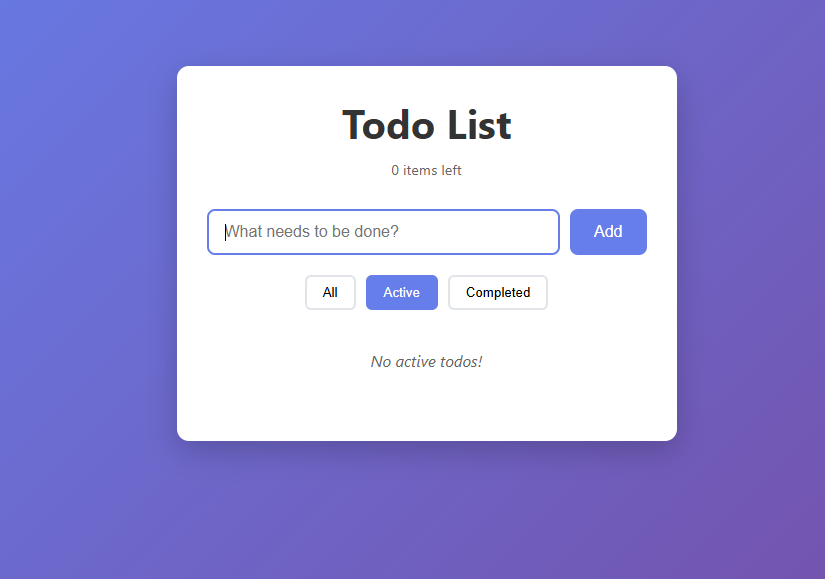 Todo List
0 items left
What needs to be done?
Add
All
Active
Completed
No active todos!